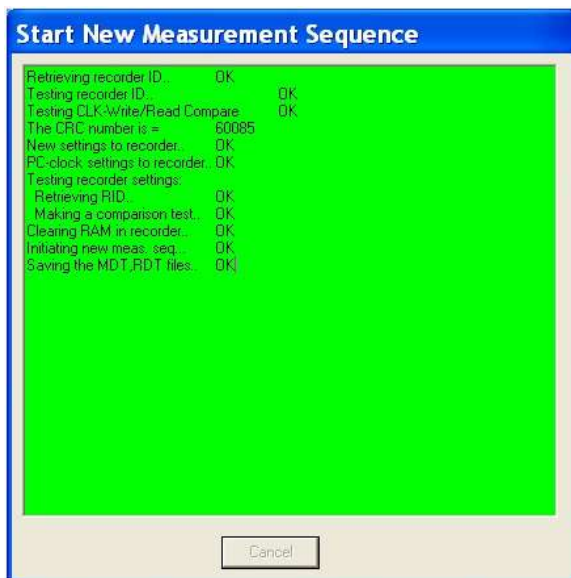 Start New Measurement Sequence
Retrieving recorder ID.. OK
Testing recorder ID.. OK
Testing CLK-Write/Read Compare OK
The CRC number is = 60085
New settings to recorder.. OK
PC-clock settings to recorder.. OK
Testing recorder settings:
Retrieving RID.. OK
Making a comparison test.. OK
Clearing RAM in recorder.. OK
Initiating new meas. seq... OK
Saving the MDT,RDT files.. OK
Cancel